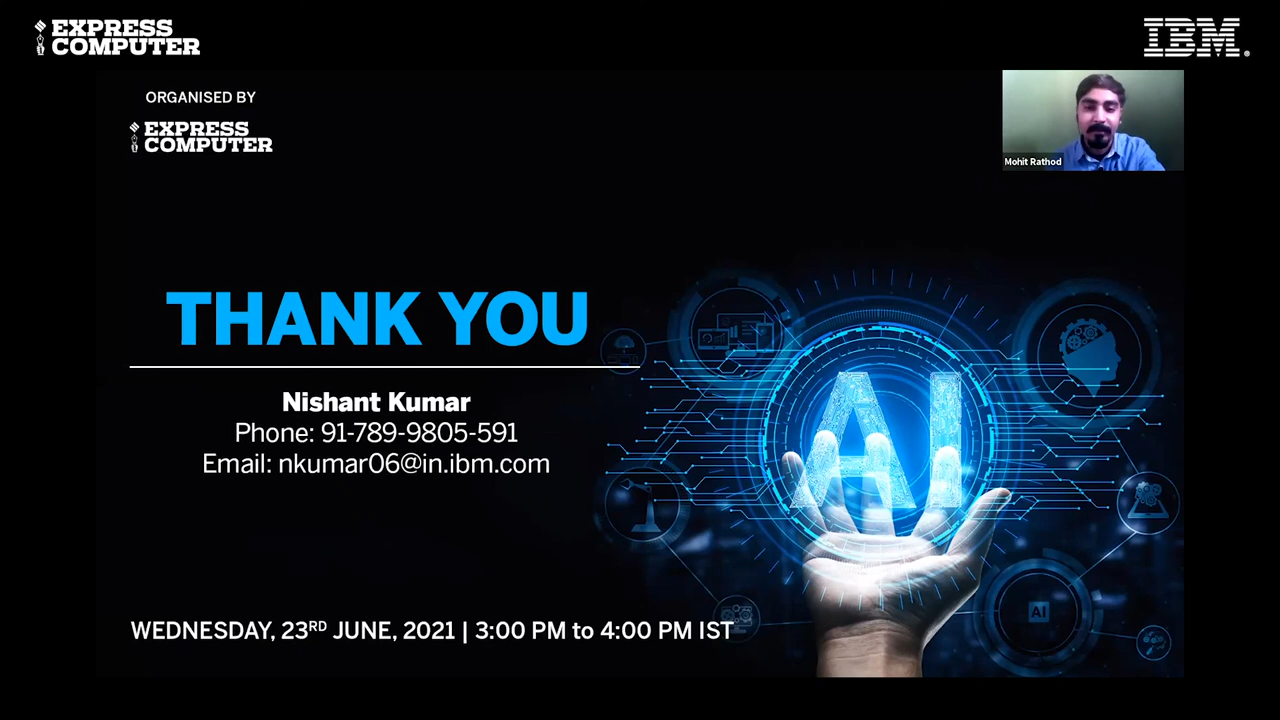 EXPRESS
COMPUTER
IBM®
ORGANISED BY
EXPRESS
COMPUTER
Mohit Rathod
THANK YOU
Nishant Kumar
Phone: 91-789-9805-591
Email: nkumar06@in.ibm.com
AI
AI
WEDNESDAY, 23RD JUNE, 2021 | 3:00 PM to 4:00 PM IST